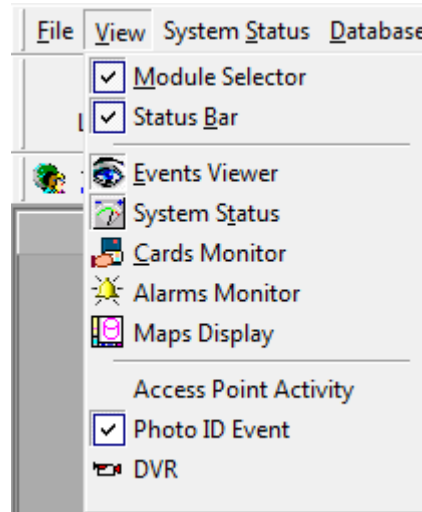 File View System Status Database
Module Selector
Status Bar
Events Viewer
System Status
Cards Monitor
Alarms Monitor
Maps Display
Access Point Activity
Photo ID Event
DVR